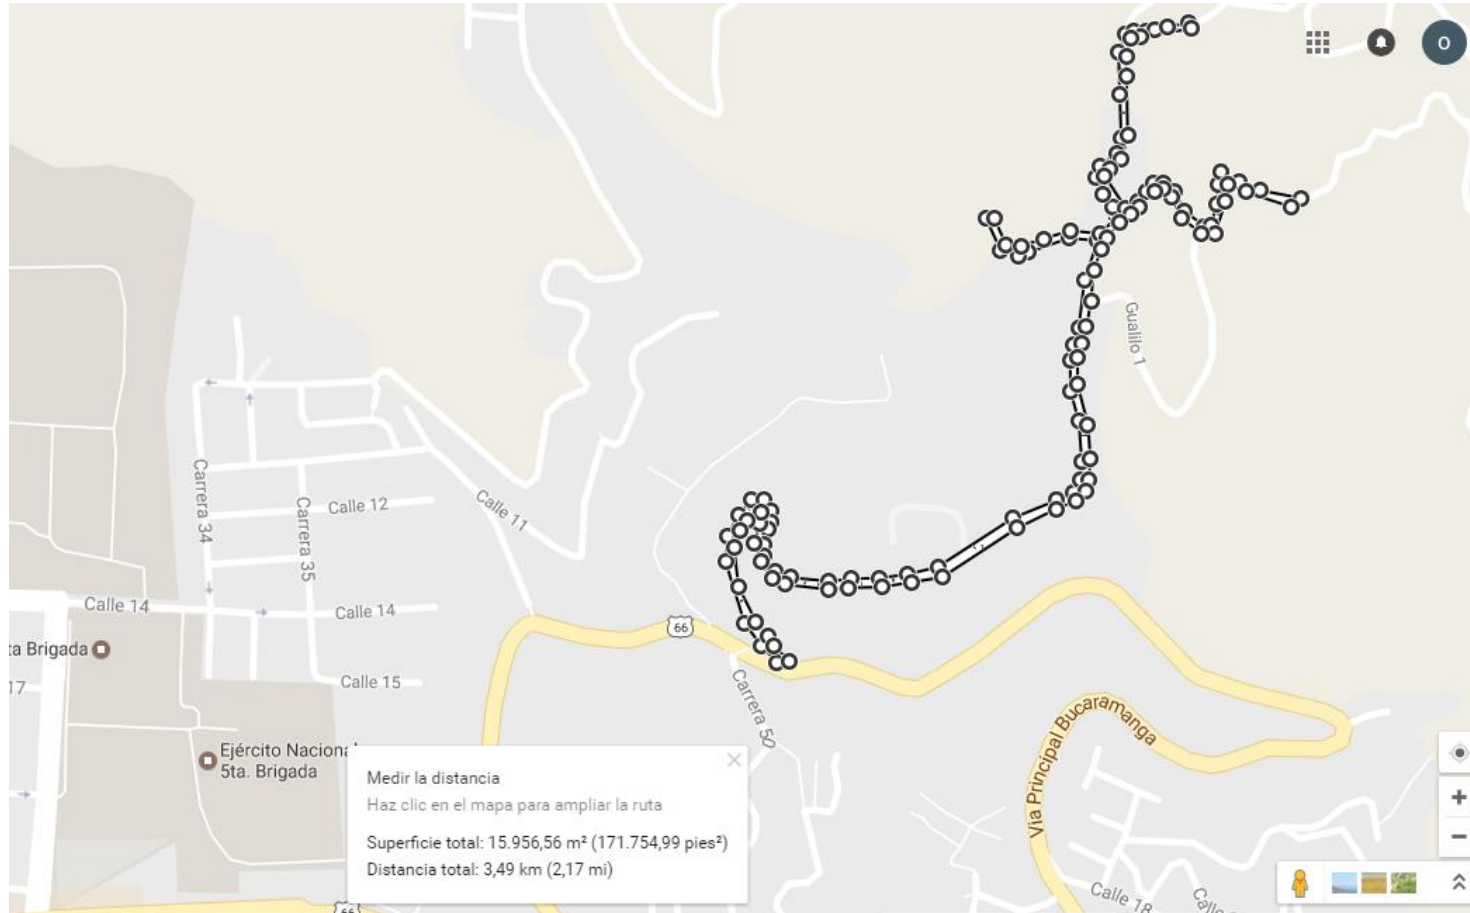 O
Gualilo 1
Carrera 34
Carrera 35
Calle 12
Calle 11
Calle 14
Calle 14
ta Brigada
66
17
Calle 15
Carrera 50
Ejército Naciona
5ta. Brigada
Vía Principal Bucaramanga
Medir la distancia
Haz clic en el mapa para ampliar la ruta
Superficie total: 15.956,56 m² (171.754,99 pies²)
Distancia total: 3,49 km (2,17 mi)
Calle 18
66